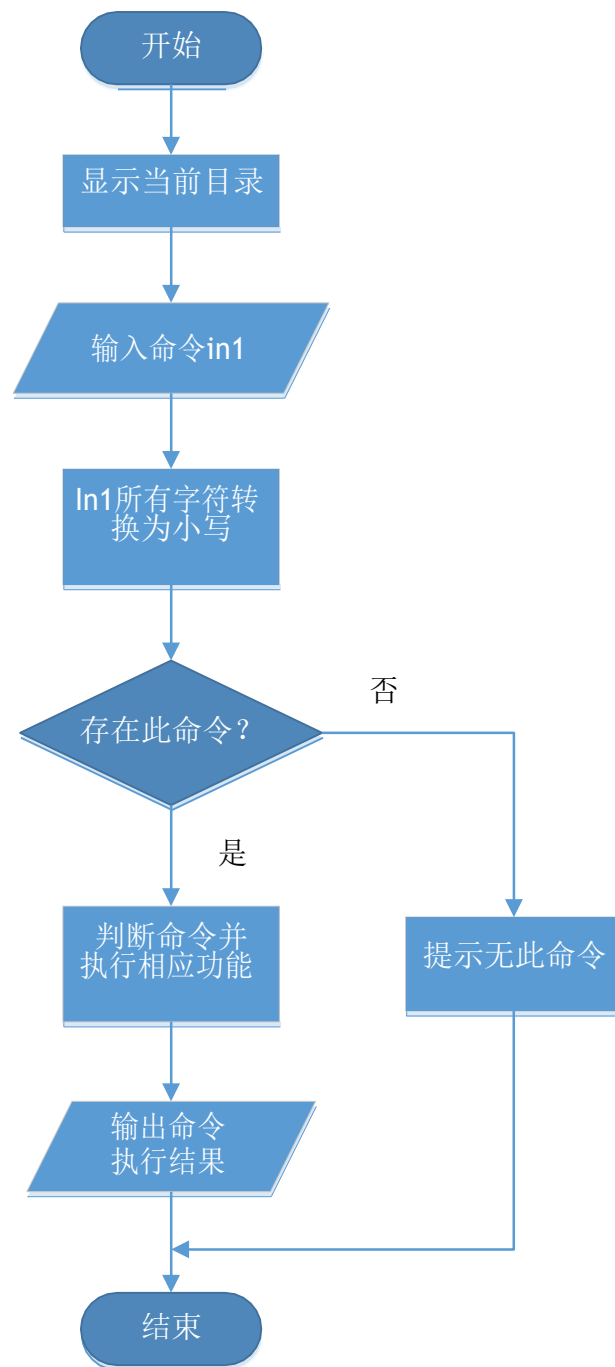 开始
显示当前目录
输入命令in1
In1所有字符转
换为小写
存在此命令？
否
是
判断命令并
执行相应功能
提示无此命令
输出命令
执行结果
结束